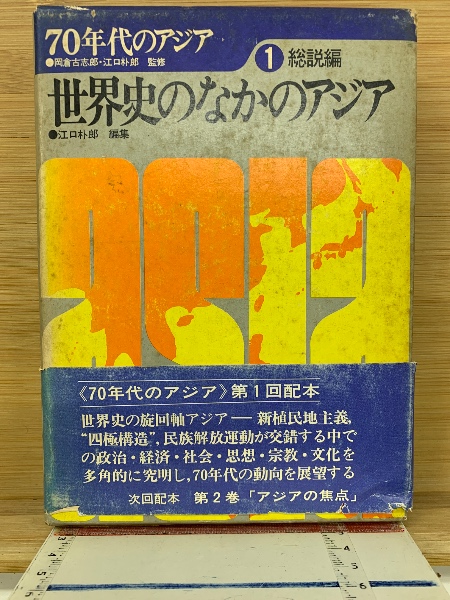 70年代のアジア
●岡倉古志郎・江口朴郎 監修
1 総説編
世界史のなかのアジア
●江口朴郎 編集
asia
《70年代のアジア》第1回配本
世界史の旋回軸アジア──新植民地主義,
“四極構造”,民族解放運動が交錯する中で
の政治・経済・社会・思想・宗教・文化を
多角的に究明し,70年代の動向を展望する
次回配本 第2巻「アジアの焦点」